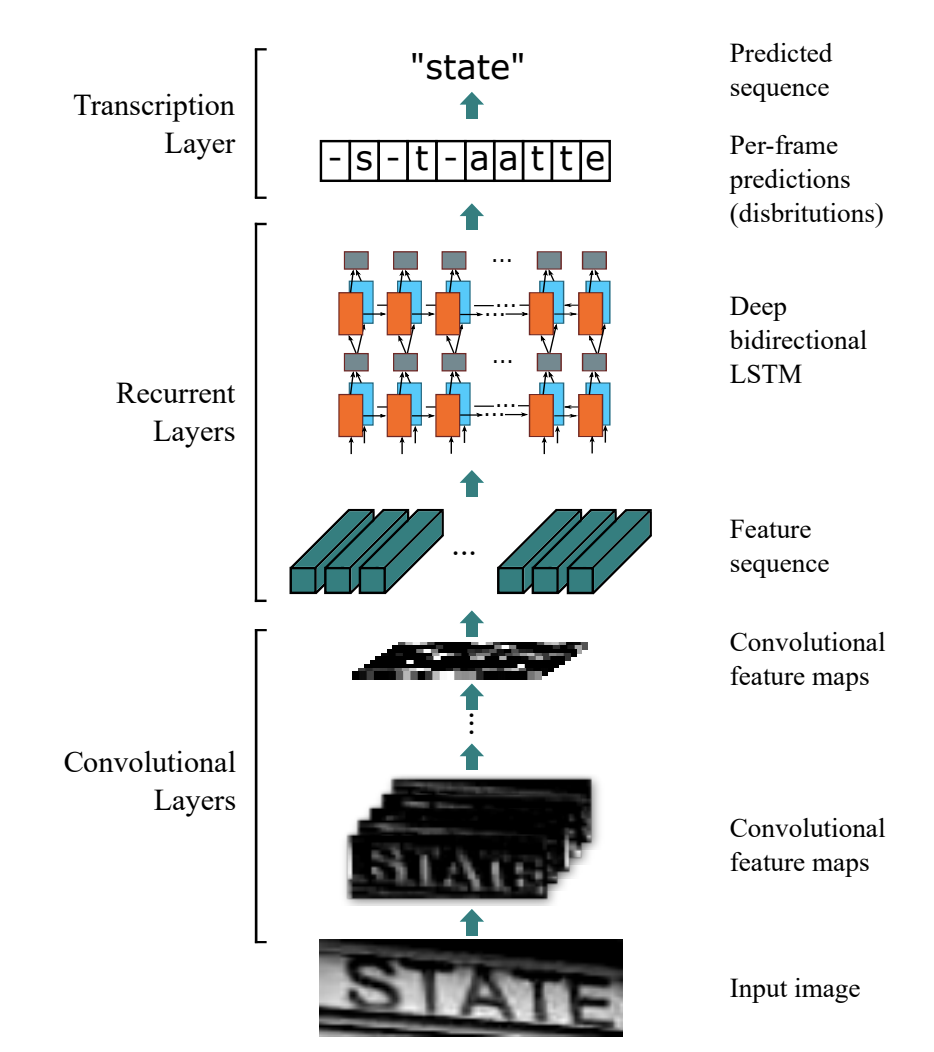 "state"
Predicted
sequence
Transcription
Layer
-s-t-aatte
Per-frame
predictions
(disbritutions)
...
...
Deep
bidirectional
LSTM
...
...
Recurrent
Layers
...
...
...
Feature
sequence
Convolutional
feature maps
...
Convolutional
Layers
STATE
Convolutional
feature maps
STATE
Input image